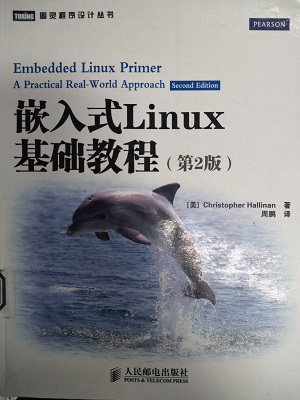 TURING
图灵程序设计丛书
PEARSON
Embedded Linux Primer
A Practical Real-World Approach Second Edition
嵌入式Linux
基础教程(第2版)
[美] Christopher Hallinan 著
周鹏 译
人民邮电出版社
POSTS & TELECOM PRESS